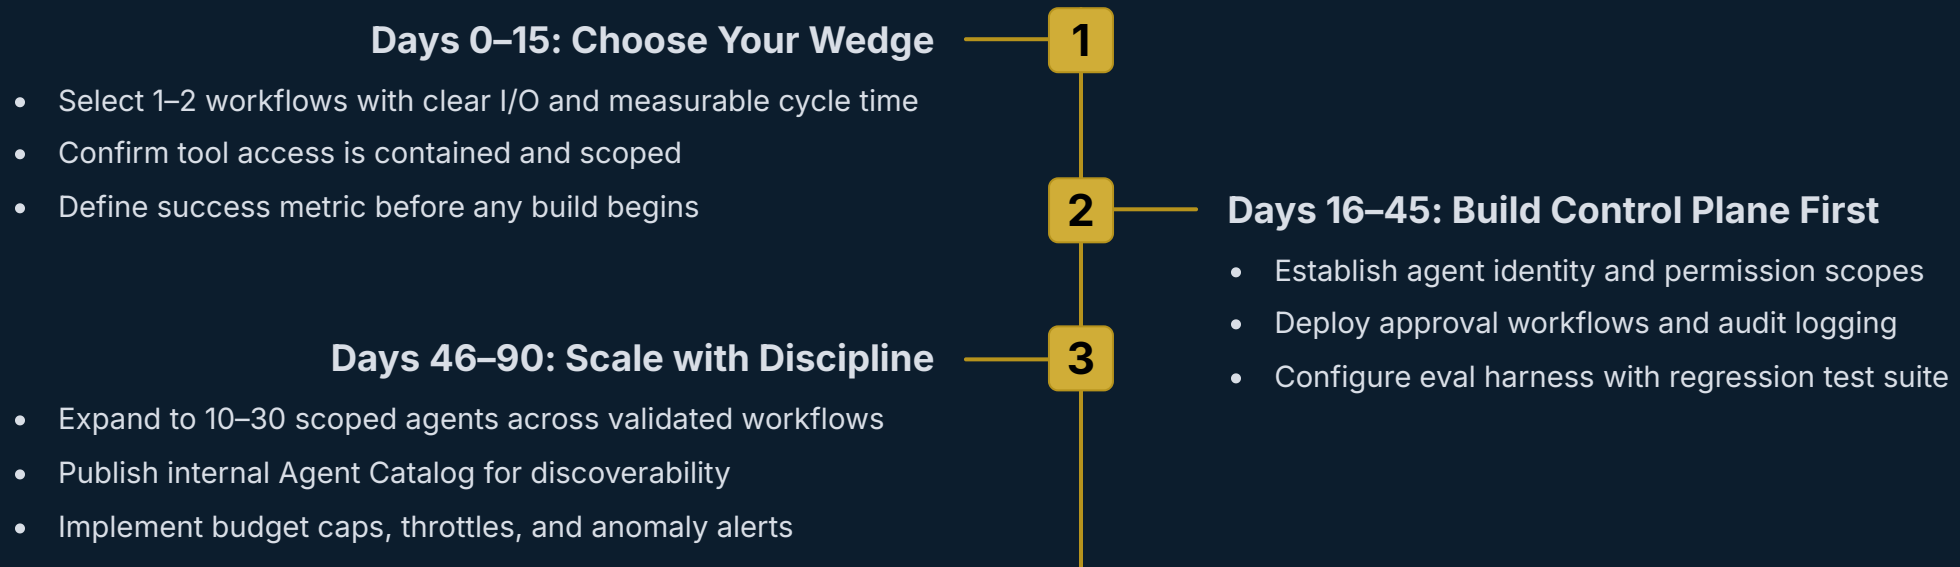 Days 0–15: Choose Your Wedge
1
• Select 1–2 workflows with clear I/O and measurable cycle time
• Confirm tool access is contained and scoped
• Define success metric before any build begins
2
Days 16–45: Build Control Plane First
• Establish agent identity and permission scopes
• Deploy approval workflows and audit logging
• Configure eval harness with regression test suite
Days 46–90: Scale with Discipline
3
• Expand to 10–30 scoped agents across validated workflows
• Publish internal Agent Catalog for discoverability
• Implement budget caps, throttles, and anomaly alerts